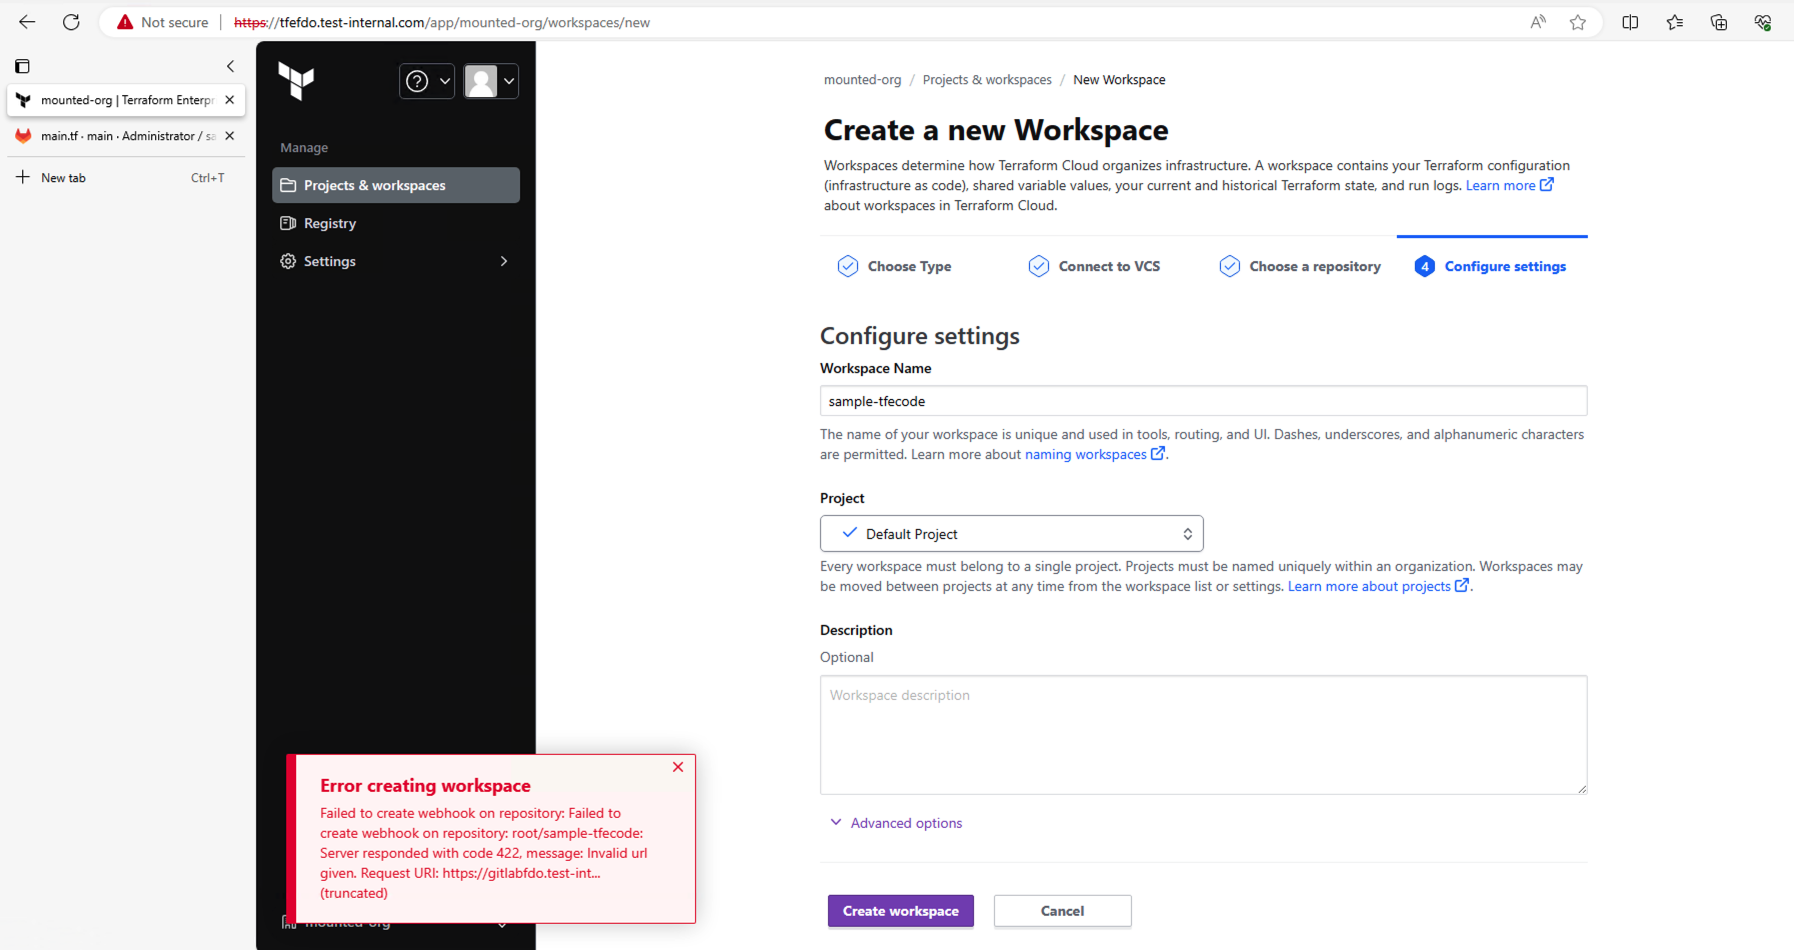 Not secure
https://tfefdo.test-internal.com/app/mounted-org/workspaces/new
mounted-org | Terraform Enterpr
main.tf · main · Administrator / sa
New tab
Ctrl+T
Manage
Projects & workspaces
Registry
Settings
mounted-org
mounted-org / Projects & workspaces / New Workspace
Create a new Workspace
Workspaces determine how Terraform Cloud organizes infrastructure. A workspace contains your Terraform configuration
(infrastructure as code), shared variable values, your current and historical Terraform state, and run logs. Learn more
about workspaces in Terraform Cloud.
Choose Type
Connect to VCS
Choose a repository
4 Configure settings
Configure settings
Workspace Name
sample-tfecode
The name of your workspace is unique and used in tools, routing, and UI. Dashes, underscores, and alphanumeric characters
are permitted. Learn more about naming workspaces.
Project
Default Project
Every workspace must belong to a single project. Projects must be named uniquely within an organization. Workspaces may
be moved between projects at any time from the workspace list or settings. Learn more about projects.
Description
Optional
Workspace description
Advanced options
Create workspace
Cancel
Error creating workspace
Failed to create webhook on repository: Failed to
create webhook on repository: root/sample-tfecode:
Server responded with code 422, message: Invalid url
given. Request URI: https://gitlabfdo.test-int...
(truncated)